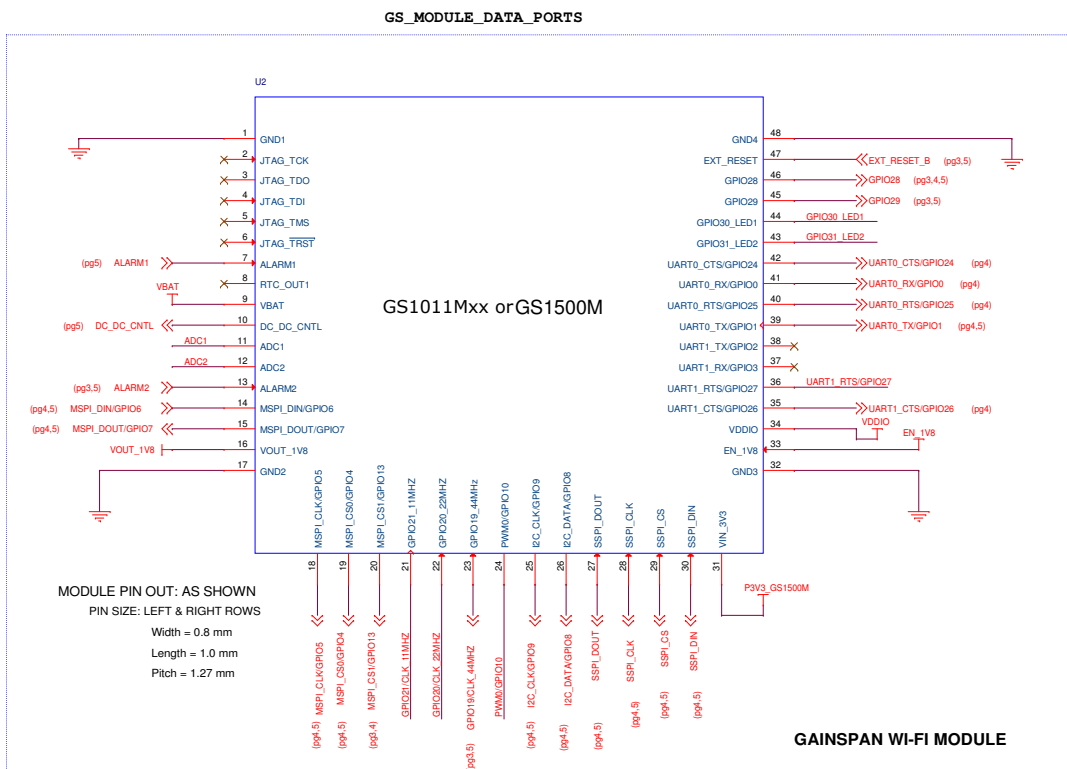 GS_MODULE_DATA_PORTS
U2
GS1011Mxx or GS1500M
1 GND1
2 JTAG_TCK
3 JTAG_TDO
4 JTAG_TDI
5 JTAG_TMS
6 JTAG_TRST
(pg5) ALARM1 7 ALARM1
8 RTC_OUT1
VBAT 9 VBAT
(pg5) DC_DC_CNTL 10 DC_DC_CNTL
ADC1 11 ADC1
ADC2 12 ADC2
(pg3,5) ALARM2 13 ALARM2
(pg4,5) MSPI_DIN/GPIO6 14 MSPI_DIN/GPIO6
(pg4,5) MSPI_DOUT/GPIO7 15 MSPI_DOUT/GPIO7
VOUT_1V8 16 VOUT_1V8
17 GND2
GND4 48
EXT_RESET 47 EXT_RESET_B (pg3,5)
GPIO28 46 GPIO28 (pg3,4,5)
GPIO29 45 GPIO29 (pg3,5)
GPIO30_LED1 44 GPIO30_LED1
GPIO31_LED2 43 GPIO31_LED2
UART0_CTS/GPIO24 42 UART0_CTS/GPIO24 (pg4)
UART0_RX/GPIO0 41 UART0_RX/GPIO0 (pg4)
UART0_RTS/GPIO25 40 UART0_RTS/GPIO25 (pg4)
UART0_TX/GPIO1 39 UART0_TX/GPIO1 (pg4,5)
UART1_TX/GPIO2 38
UART1_RX/GPIO3 37
UART1_RTS/GPIO27 36 UART1_RTS/GPIO27
UART1_CTS/GPIO26 35 UART1_CTS/GPIO26 (pg4)
VDDIO 34 VDDIO
EN_1V8 33 EN_1V8
GND3 32
MSPI_CLK/GPIO5 18 MSPI_CLK/GPIO5 (pg4,5)
MSPI_CS0/GPIO4 19 MSPI_CS0/GPIO4 (pg4,5)
MSPI_CS1/GPIO13 20 MSPI_CS1/GPIO13 (pg3,4)
GPIO21_11MHZ 21 GPIO21/CLK_11MHZ
GPIO20_22MHZ 22 GPIO20/CLK_22MHZ
GPIO19_44MHz 23 GPIO19/CLK_44MHZ (pg3,5)
PWM0/GPIO10 24 PWM0/GPIO10
I2C_CLK/GPIO9 25 I2C_CLK/GPIO9 (pg4,5)
I2C_DATA/GPIO8 26 I2C_DATA/GPIO8 (pg4,5)
SSPI_DOUT 27 SSPI_DOUT (pg4,5)
SSPI_CLK 28 SSPI_CLK (pg4,5)
SSPI_CS 29 SSPI_CS (pg4,5)
SSPI_DIN 30 SSPI_DIN (pg4,5)
VIN_3V3 31 P3V3_GS1500M
MODULE PIN OUT: AS SHOWN
PIN SIZE: LEFT & RIGHT ROWS
Width = 0.8 mm
Length = 1.0 mm
Pitch = 1.27 mm
GAINSPAN WI-FI MODULE